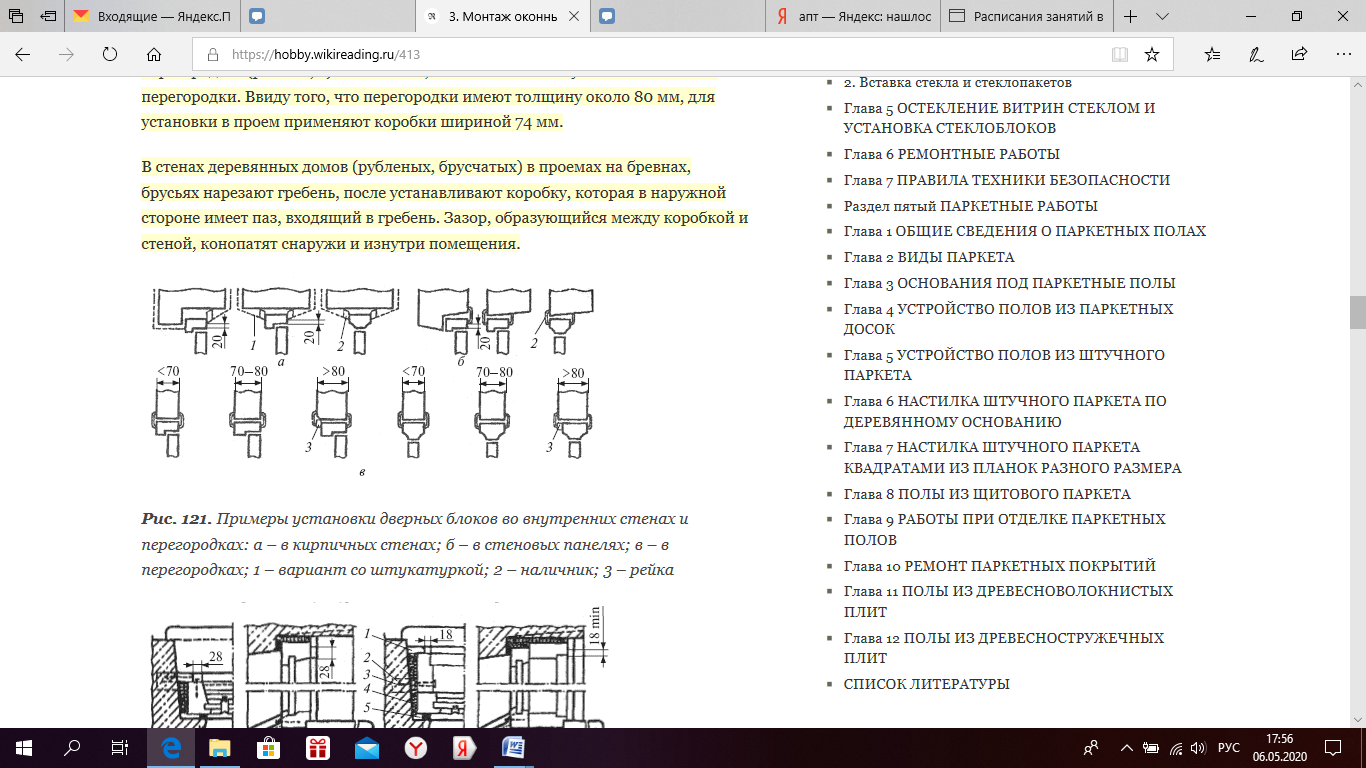 Входящие — Яндекс.П
3. Монтаж оконнь
апт — Яндекс: нашлос
Расписания занятий в
https://hobby.wikireading.ru/413
перегородки. Ввиду того, что перегородки имеют толщину около 80 мм, для
установки в проем применяют коробки шириной 74 мм.
В стенах деревянных домов (рубленых, брусчатых) в проемах на бревнах,
брусьях нарезают гребень, после устанавливают коробку, которая в наружной
стороне имеет паз, входящий в гребень. Зазор, образующийся между коробкой и
стеной, конопатят снаружи и изнутри помещения.
20 1 а 20 2 б 20 2
<70 70–80 >80 <70 70–80 >80
3 3
в
Рис. 121. Примеры установки дверных блоков во внутренних стенах и
перегородках: а – в кирпичных стенах; б – в стеновых панелях; в – в
перегородках; 1 – вариант со штукатуркой; 2 – наличник; 3 – рейка
28 28 1 2 3 4 5 18 18 min
2. Вставка стекла и стеклопакетов
Глава 5 ОСТЕКЛЕНИЕ ВИТРИН СТЕКЛОМ И
УСТАНОВКА СТЕКЛОБЛОКОВ
Глава 6 РЕМОНТНЫЕ РАБОТЫ
Глава 7 ПРАВИЛА ТЕХНИКИ БЕЗОПАСНОСТИ
Раздел пятый ПАРКЕТНЫЕ РАБОТЫ
Глава 1 ОБЩИЕ СВЕДЕНИЯ О ПАРКЕТНЫХ ПОЛАХ
Глава 2 ВИДЫ ПАРКЕТА
Глава 3 ОСНОВАНИЯ ПОД ПАРКЕТНЫЕ ПОЛЫ
Глава 4 УСТРОЙСТВО ПОЛОВ ИЗ ПАРКЕТНЫХ
ДОСОК
Глава 5 УСТРОЙСТВО ПОЛОВ ИЗ ШТУЧНОГО
ПАРКЕТА
Глава 6 НАСТИЛКА ШТУЧНОГО ПАРКЕТА ПО
ДЕРЕВЯННОМУ ОСНОВАНИЮ
Глава 7 НАСТИЛКА ШТУЧНОГО ПАРКЕТА
КВАДРАТАМИ ИЗ ПЛАНОК РАЗНОГО РАЗМЕРА
Глава 8 ПОЛЫ ИЗ ЩИТОВОГО ПАРКЕТА
Глава 9 РАБОТЫ ПРИ ОТДЕЛКЕ ПАРКЕТНЫХ
ПОЛОВ
Глава 10 РЕМОНТ ПАРКЕТНЫХ ПОКРЫТИЙ
Глава 11 ПОЛЫ ИЗ ДРЕВЕСНОВОЛОКНИСТЫХ
ПЛИТ
Глава 12 ПОЛЫ ИЗ ДРЕВЕСНОСТРУЖЕЧНЫХ
ПЛИТ
СПИСОК ЛИТЕРАТУРЫ
РУС
17:56
06.05.2020